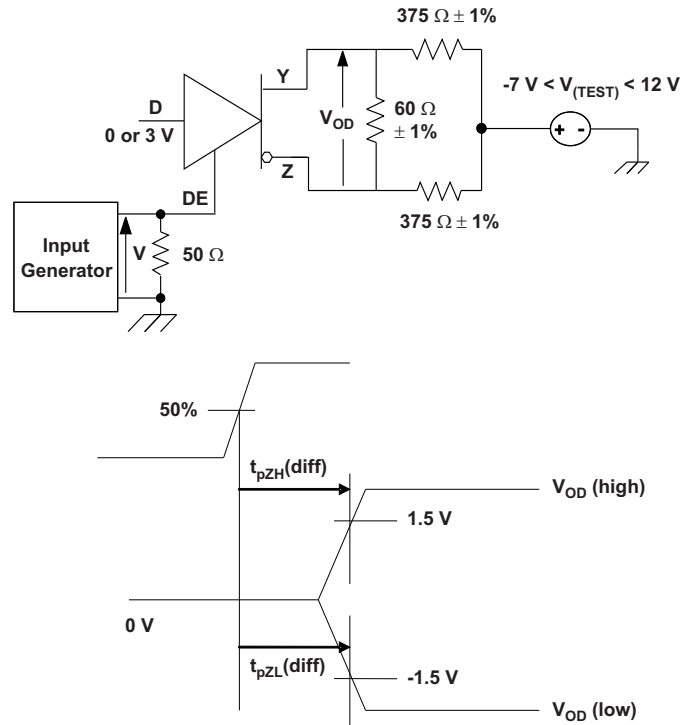 375 Ω ± 1%
Y
-7 V < V(TEST) < 12 V
D
0 or 3 V
VOD
60 Ω
± 1%
Z
DE
375 Ω ± 1%
Input
Generator
V
50 Ω
50%
tpZH(diff)
VOD (high)
1.5 V
0 V
tpZL(diff)
-1.5 V
VOD (low)
+ -